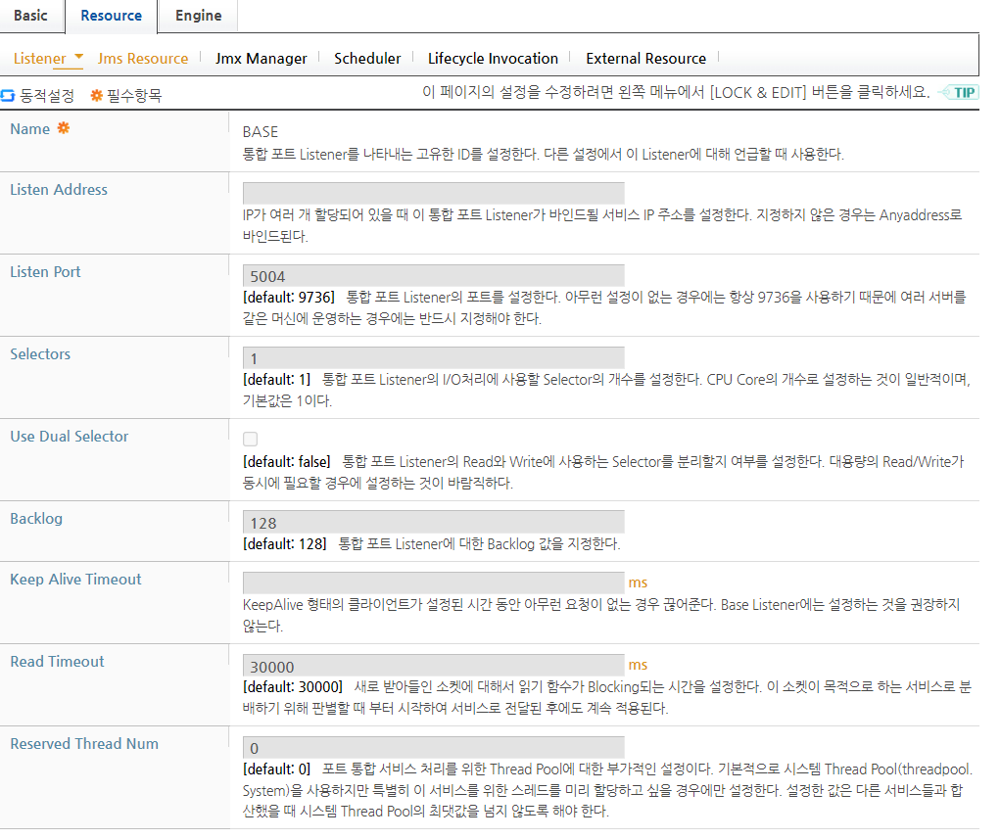 Basic Resource Engine
Listener Jms Resource Jmx Manager Scheduler Lifecycle Invocation External Resource
동적설정 필수항목 이 페이지의 설정을 수정하려면 왼쪽 메뉴에서 [LOCK & EDIT] 버튼을 클릭하세요. TIP
Name
BASE
통합 포트 Listener를 나타내는 고유한 ID를 설정한다. 다른 설정에서 이 Listener에 대해 언급할 때 사용한다.
Listen Address
IP가 여러 개 할당되어 있을 때 이 통합 포트 Listener가 바인드될 서비스 IP 주소를 설정한다. 지정하지 않은 경우는 Anyaddress로
바인드된다.
Listen Port
5004
[default: 9736] 통합 포트 Listener의 포트를 설정한다. 아무런 설정이 없는 경우에는 항상 9736을 사용하기 때문에 여러 서버를
같은 머신에 운영하는 경우에는 반드시 지정해야 한다.
Selectors
1
[default: 1] 통합 포트 Listener의 I/O처리에 사용할 Selector의 개수를 설정한다. CPU Core의 개수로 설정하는 것이 일반적이며,
기본값은 1이다.
Use Dual Selector
[default: false] 통합 포트 Listener의 Read와 Write에 사용하는 Selector를 분리할지 여부를 설정한다. 대용량의 Read/Write가
동시에 필요할 경우에 설정하는 것이 바람직하다.
Backlog
128
[default: 128] 통합 포트 Listener에 대한 Backlog 값을 지정한다.
Keep Alive Timeout
ms
KeepAlive 형태의 클라이언트가 설정된 시간 동안 아무런 요청이 없는 경우 끊어준다. Base Listener에는 설정하는 것을 권장하지
않는다.
Read Timeout
30000 ms
[default: 30000] 새로 받아들인 소켓에 대해서 읽기 함수가 Blocking되는 시간을 설정한다. 이 소켓이 목적으로 하는 서비스로 분
배하기 위해 판별할 때 부터 시작하여 서비스로 전달된 후에도 계속 적용된다.
Reserved Thread Num
0
[default: 0] 포트 통합 서비스 처리를 위한 Thread Pool에 대한 부가적인 설정이다. 기본적으로 시스템 Thread Pool(threadpool.
System)을 사용하지만 특별히 이 서비스를 위한 스레드를 미리 할당하고 싶을 경우에만 설정한다. 설정한 값은 다른 서비스들과 합
산했을 때 시스템 Thread Pool의 최댓값을 넘지 않도록 해야 한다.